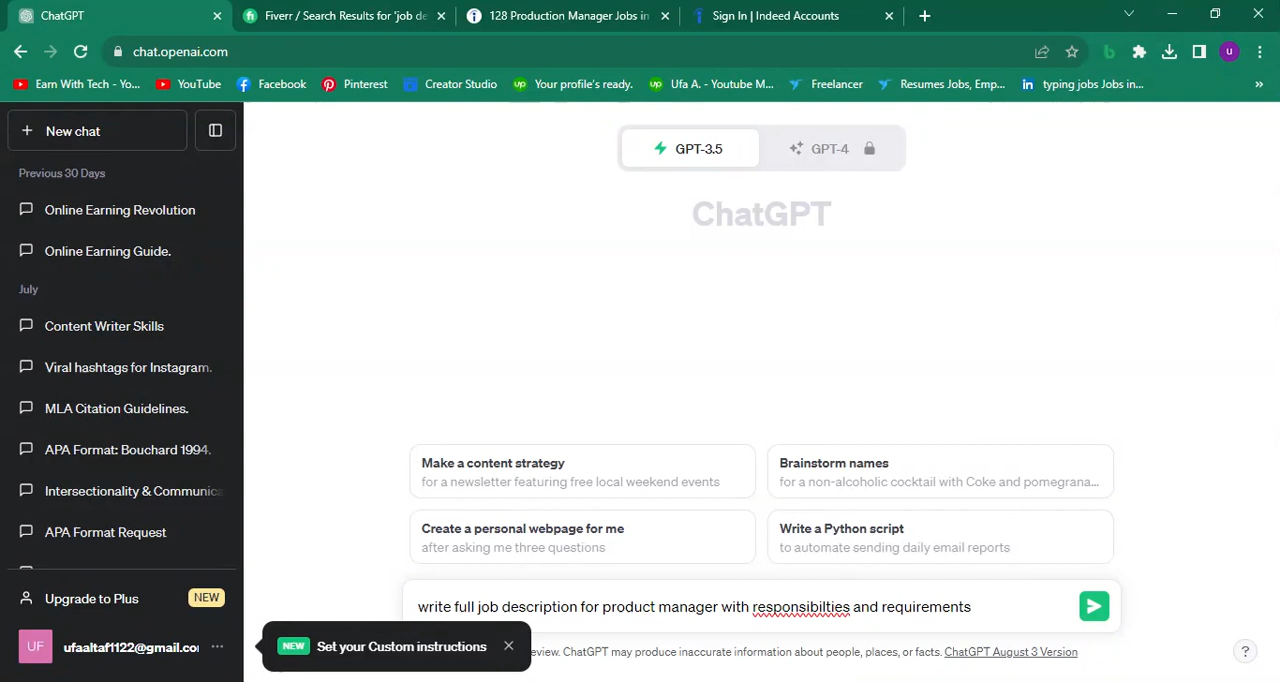 ChatGPT
Fiverr / Search Results for 'job de
128 Production Manager Jobs in
Sign In | Indeed Accounts
chat.openai.com
u
Earn With Tech - Yo...
YouTube
Facebook
Pinterest
Creator Studio
Your profile's ready.
Ufa A. - Youtube M...
Freelancer
Resumes Jobs, Emp...
typing jobs Jobs in...
New chat
Previous 30 Days
Online Earning Revolution
Online Earning Guide.
July
Content Writer Skills
Viral hashtags for Instagram.
MLA Citation Guidelines.
APA Format: Bouchard 1994.
Intersectionality & Communica
APA Format Request
Upgrade to Plus
NEW
UF
ufaaltaf1122@gmail.co
GPT-3.5
GPT-4
ChatGPT
Make a content strategy
for a newsletter featuring free local weekend events
Brainstorm names
for a non-alcoholic cocktail with Coke and pomegrana...
Create a personal webpage for me
after asking me three questions
Write a Python script
to automate sending daily email reports
write full job description for product manager with responsibilties and requirements
NEW Set your Custom instructions
eview. ChatGPT may produce inaccurate information about people, places, or facts. ChatGPT August 3 Version
?